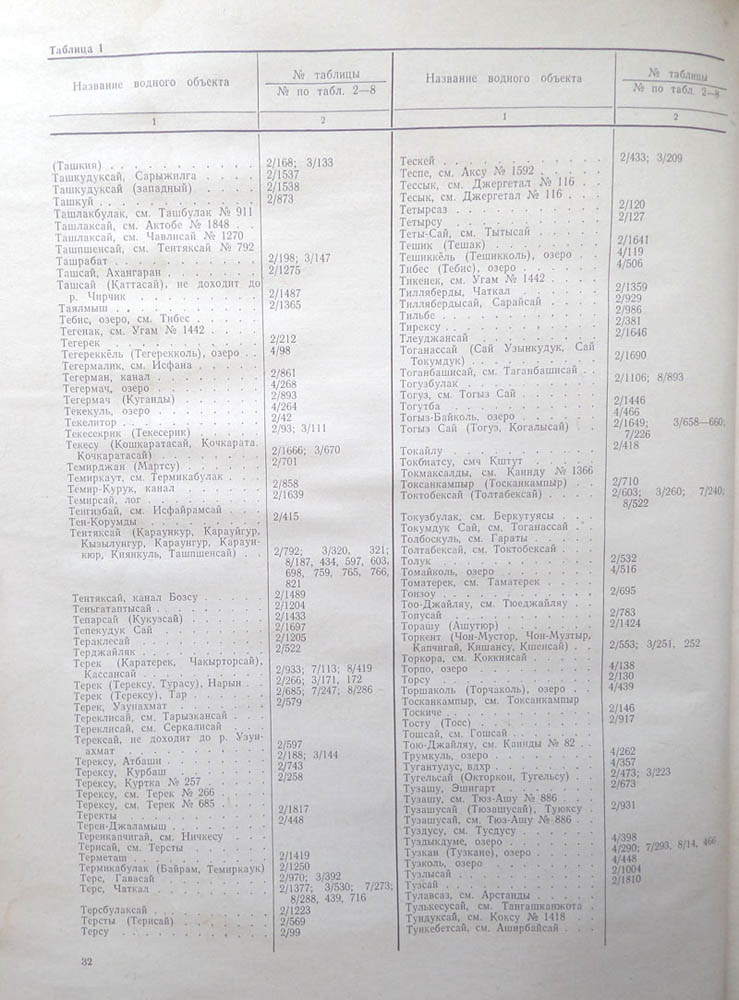 Таблица 1
Название водного объекта
№ таблицы
№ по табл. 2—8
1
2
(Ташкия) . . . 2/168; 3/133
Ташкудуксай, Сарыжилга . . . 2/1537
Ташкудуксай (западный) . . . 2/1538
Ташкуй . . . 2/873
Ташлакбулак, см. Ташбулак № 911
Ташлаксай, см. Актобе № 1848 . .
Ташлаксай, см. Чавлисай № 1270
Ташпшенсай, см. Тентяксай № 792
Ташрабат . . . 2/198; 3/147
Ташсай, Ахангаран . . . 2/1275
Ташсай (Каттасай), не доходит до
р. Чирчик . . . 2/1487
Таялмыш . . . 2/1365
Тебис, озеро, см. Тибес . . .
Тегенак, см. Угам № 1442 . . .
Тегерек . . . 2/212
Тегереккёль (Тегеректоль), озеро . . 4/98
Тегермалик, см. Исфана . . .
Тегерман, канал . . . 2/861
Тегермач, озеро . . . 4/268
Тегермач (Куганды) . . . 2/893
Текекуль, озеро . . . 4/264
Текелитор . . . 2/42
Текесекрик (Текесерик) . . . 2/93; 3/111
Текесу (Кошкаратасай, Кочкарата,
Кочкаратасай) . . . 2/1666; 3/670
Темирджан (Мартсу) . . . 2/701
Темиркаут, см. Термикабулак . .
Темир-Курук, канал . . . 2/858
Темирсай, лог . . . 2/1639
Тенгизбай, см. Исфайрамсай . . .
Тен-Корумды . . . 2/415
Тентяксай (Караункур, Карауйгур,
Кызылунгур, Караунгур, Караун-
кюр, Киянкуль, Ташпшенсай) . . 2/792; 3/320, 321;
8/187, 434, 597, 603,
698, 759, 765, 766,
821
Тентяксай, канал Бозсу . . . 2/1489
Теньгатаптысай . . . 2/1204
Тепарсай (Кукузсай) . . . 2/1433
Тепекудук Сай . . . 2/1697
Тераклесай . . . 2/1205
Терджайляк . . . 2/522
Терек (Каратерек, Чакырторсай),
Кассансай . . . 2/933; 7/113; 8/419
Терек (Терексу, Турасу), Нарын . . 2/266; 3/171, 172
Терек (Терексу), Тар . . . 2/685; 7/247; 8/286
Терек, Узунахмат . . . 2/579
Тереклисай, см. Тарызкансай . .
Тереклисай, см. Серкалисай . . .
Терексай, не доходит до р. Узун-
ахмат . . . 2/597
Терексу, Атбаши . . . 2/188; 3/144
Терексу, Курбаш . . . 2/743
Терексу, Куртка № 257 . . . 2/258
Терексу, см. Терек № 266 . . .
Терексу, см. Терек № 685 . . .
Теректы . . . 2/1817
Терен-Джаламыш . . . 2/448
Теренкапчигай, см. Ничкесу . . .
Терисай, см. Терсты . . .
Терметаш . . . 2/1419
Термикабулак (Байрам, Темиркаук) 2/1250
Терс, Гавасай . . . 2/970; 3/392
Терс, Чаткал . . . 2/1377; 3/530; 7/273;
8/288, 439, 716
Терсбулаксай . . . 2/1223
Терсты (Терисай) . . . 2/569
Терсу . . . 2/99
32
Название водного объекта
№ таблицы
№ по табл. 2—8
1
2
Тескей . . . 2/433; 3/209
Теспе, см. Аксу № 1592 . . .
Тессык, см. Джергетал № 116 . . .
Тесык, см. Джергетал № 116 . . .
Тетырсаз . . . 2/120
Тетырсу . . . 2/127
Теты-Сай, см. Тытысай . . .
Тешик (Тешак) . . . 2/1641
Тешиккёль (Тешикколь), озеро . . 4/119
Тибес (Тебис), озеро . . . 4/506
Тикенек, см. Угам № 1442 . . .
Тилляберды, Чаткал . . . 2/1359
Тиллябердысай, Сарайсай . . . 2/929
Тильбе . . . 2/986
Тирексу . . . 2/381
Тлеуджансай . . . 2/1646
Тоганассай (Сай Узынкудук, Сай
Токумдук) . . . 2/1690
Тоганбашисай, см. Таганбашисай . .
Тогузбулак . . . 2/1106; 8/893
Тогуз, см. Тогыз Сай . . .
Тогутба . . . 2/1446
Тогыз-Байколь, озеро . . . 4/466
Тогыз Сай (Тогуз, Когалысай) . . 2/1649; 3/658—660;
7/226
Токайлу . . . 2/418
Токбиатсу, смч Кштут . . .
Токмаксалды, см. Каинду № 1366
Токсанкампыр (Тосканкампыр) . . 2/710
Токтобексай (Толтабексай) . . . 2/603; 3/260; 7/240;
8/522
Токузбулак, см. Беркутуясы . . .
Токумдук Сай, см. Тоганассай . .
Толбоскуль, см. Гараты . . .
Толтабексай, см. Токтобексай . . .
Толук . . . 2/532
Томайколь, озеро . . . 4/516
Томатерек, см. Таматерек . . .
Тонзоу . . . 2/695
Тоо-Джайляу, см. Тюеджайляу . .
Топусай . . . 2/783
Торашу (Ашутюр) . . . 2/1424
Торкент (Чон-Мустор, Чон-Музтыр,
Капчигай, Кишансу, Кшенсай) . . 2/553; 3/251, 252
Торкора, см. Коккиясай . . .
Торпо, озеро . . . 4/138
Торсу . . . 2/130
Торшаколь (Торчаколь), озеро . . 4/439
Тосканкампыр, см. Токсанкампыр
Тоскиче . . . 2/146
Тосту (Тосс) . . . 2/917
Тошсай, см. Гошсай . . .
Тою-Джайляу, см. Каинды № 82 . .
Трумкуль, озеро . . . 4/262
Тугантулус, вдхр . . . 4/357
Тугельсай (Окторкон, Тугельсу) . . 2/473; 3/223
Тузашу, Эшигарт . . . 2/673
Тузашу, см. Тюз-Ашу № 886 . . .
Тузашусай (Тюзашусай), Туюксу . . 2/931
Тузашусай, см. Тюз-Ашу № 886 . .
Туздусу, см. Тусдусу . . .
Туздыкдуме, озеро . . . 4/398
Тузкан (Тузкане), озеро . . . 4/290; 7/293, 8/14, 466
Тузколь, озеро . . . 4/448
Тузлысай . . . 2/1004
Тузсай . . . 2/1810
Тулавсаз, см. Арстанды . . .
Тулькесусай, см. Тангашканжота . .
Тундуксай, см. Коксу № 1418 . . .
Тункебетсай, см. Аширбайсай . . .